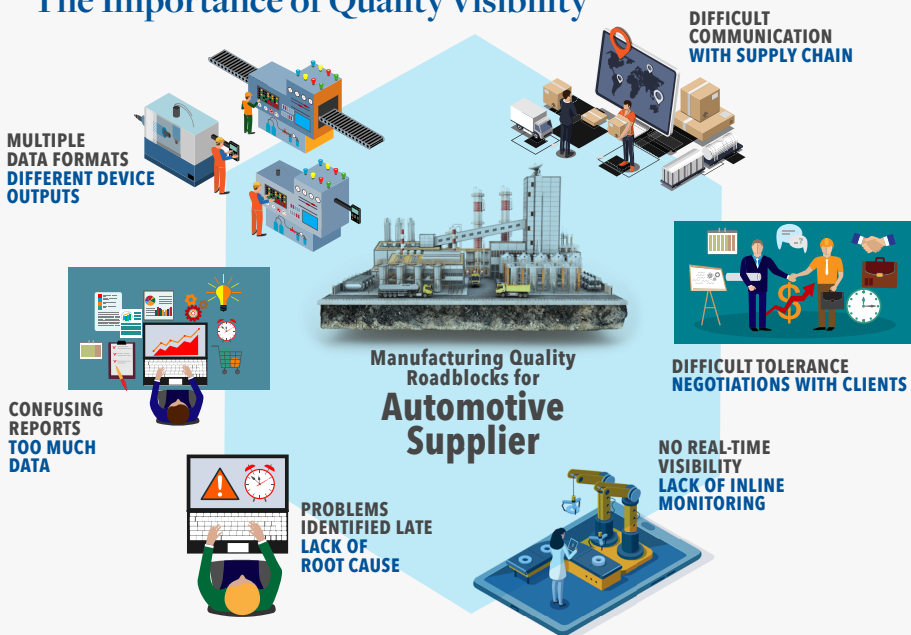 The Importance of Quality Visibility
DIFFICULT
COMMUNICATION
WITH SUPPLY CHAIN
MULTIPLE
DATA FORMATS
DIFFERENT DEVICE
OUTPUTS
Manufacturing Quality
Roadblocks for
Automotive
Supplier
DIFFICULT TOLERANCE
NEGOTIATIONS WITH CLIENTS
CONFUSING
REPORTS
TOO MUCH
DATA
NO REAL-TIME
VISIBILITY
LACK OF INLINE
MONITORING
PROBLEMS
IDENTIFIED LATE
LACK OF
ROOT CAUSE